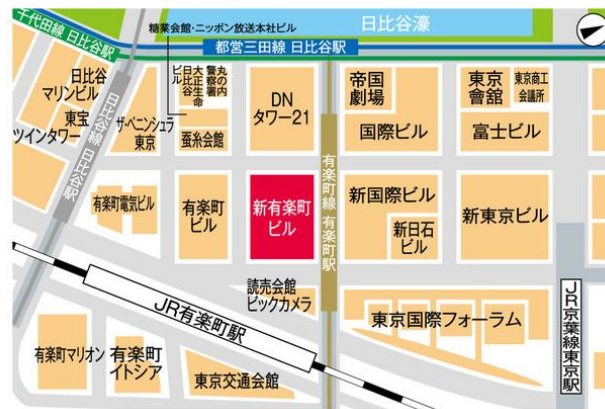 日比谷濠
千代田線 日比谷駅
都営三田線 日比谷駅
糖業会館・ニッポン放送本社ビル
日比谷
マリンビル
東宝
ツインタワー
日比谷線 日比谷駅
ザ・ペニンシュラ
東京
丸の内
警察署
大正生命
日比谷
ビル
蚕糸会館
DN
タワー21
帝国
劇場
国際ビル
東京
會舘
東京商工
会議所
富士ビル
有楽町電気ビル
有楽町
ビル
新有楽町
ビル
有楽町線 有楽町駅
新国際ビル
新日石
ビル
新東京ビル
読売会館
ビックカメラ
JR有楽町駅
東京国際フォーラム
JR京葉線東京駅
有楽町マリオン
有楽町
イトシア
東京交通会館